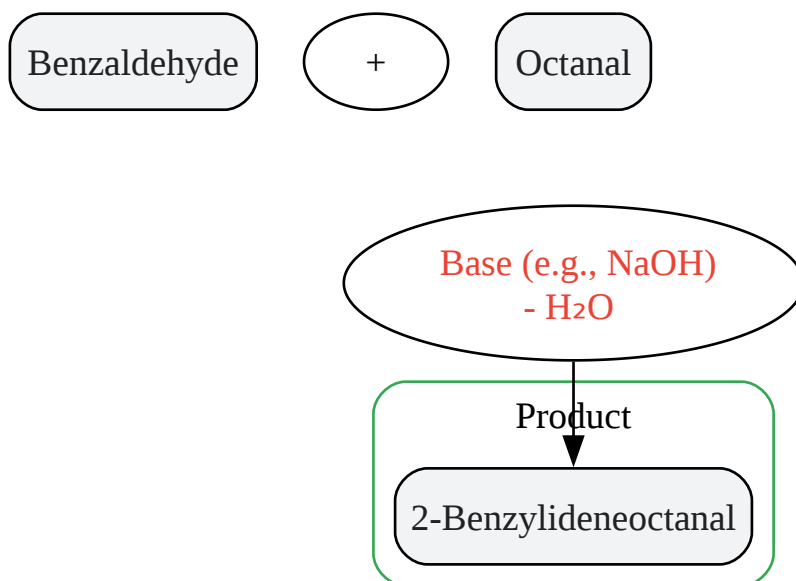 Benzaldehyde + Octanal
Base (e.g., NaOH)
- H₂O
Product
2-Benzylideneoctanal